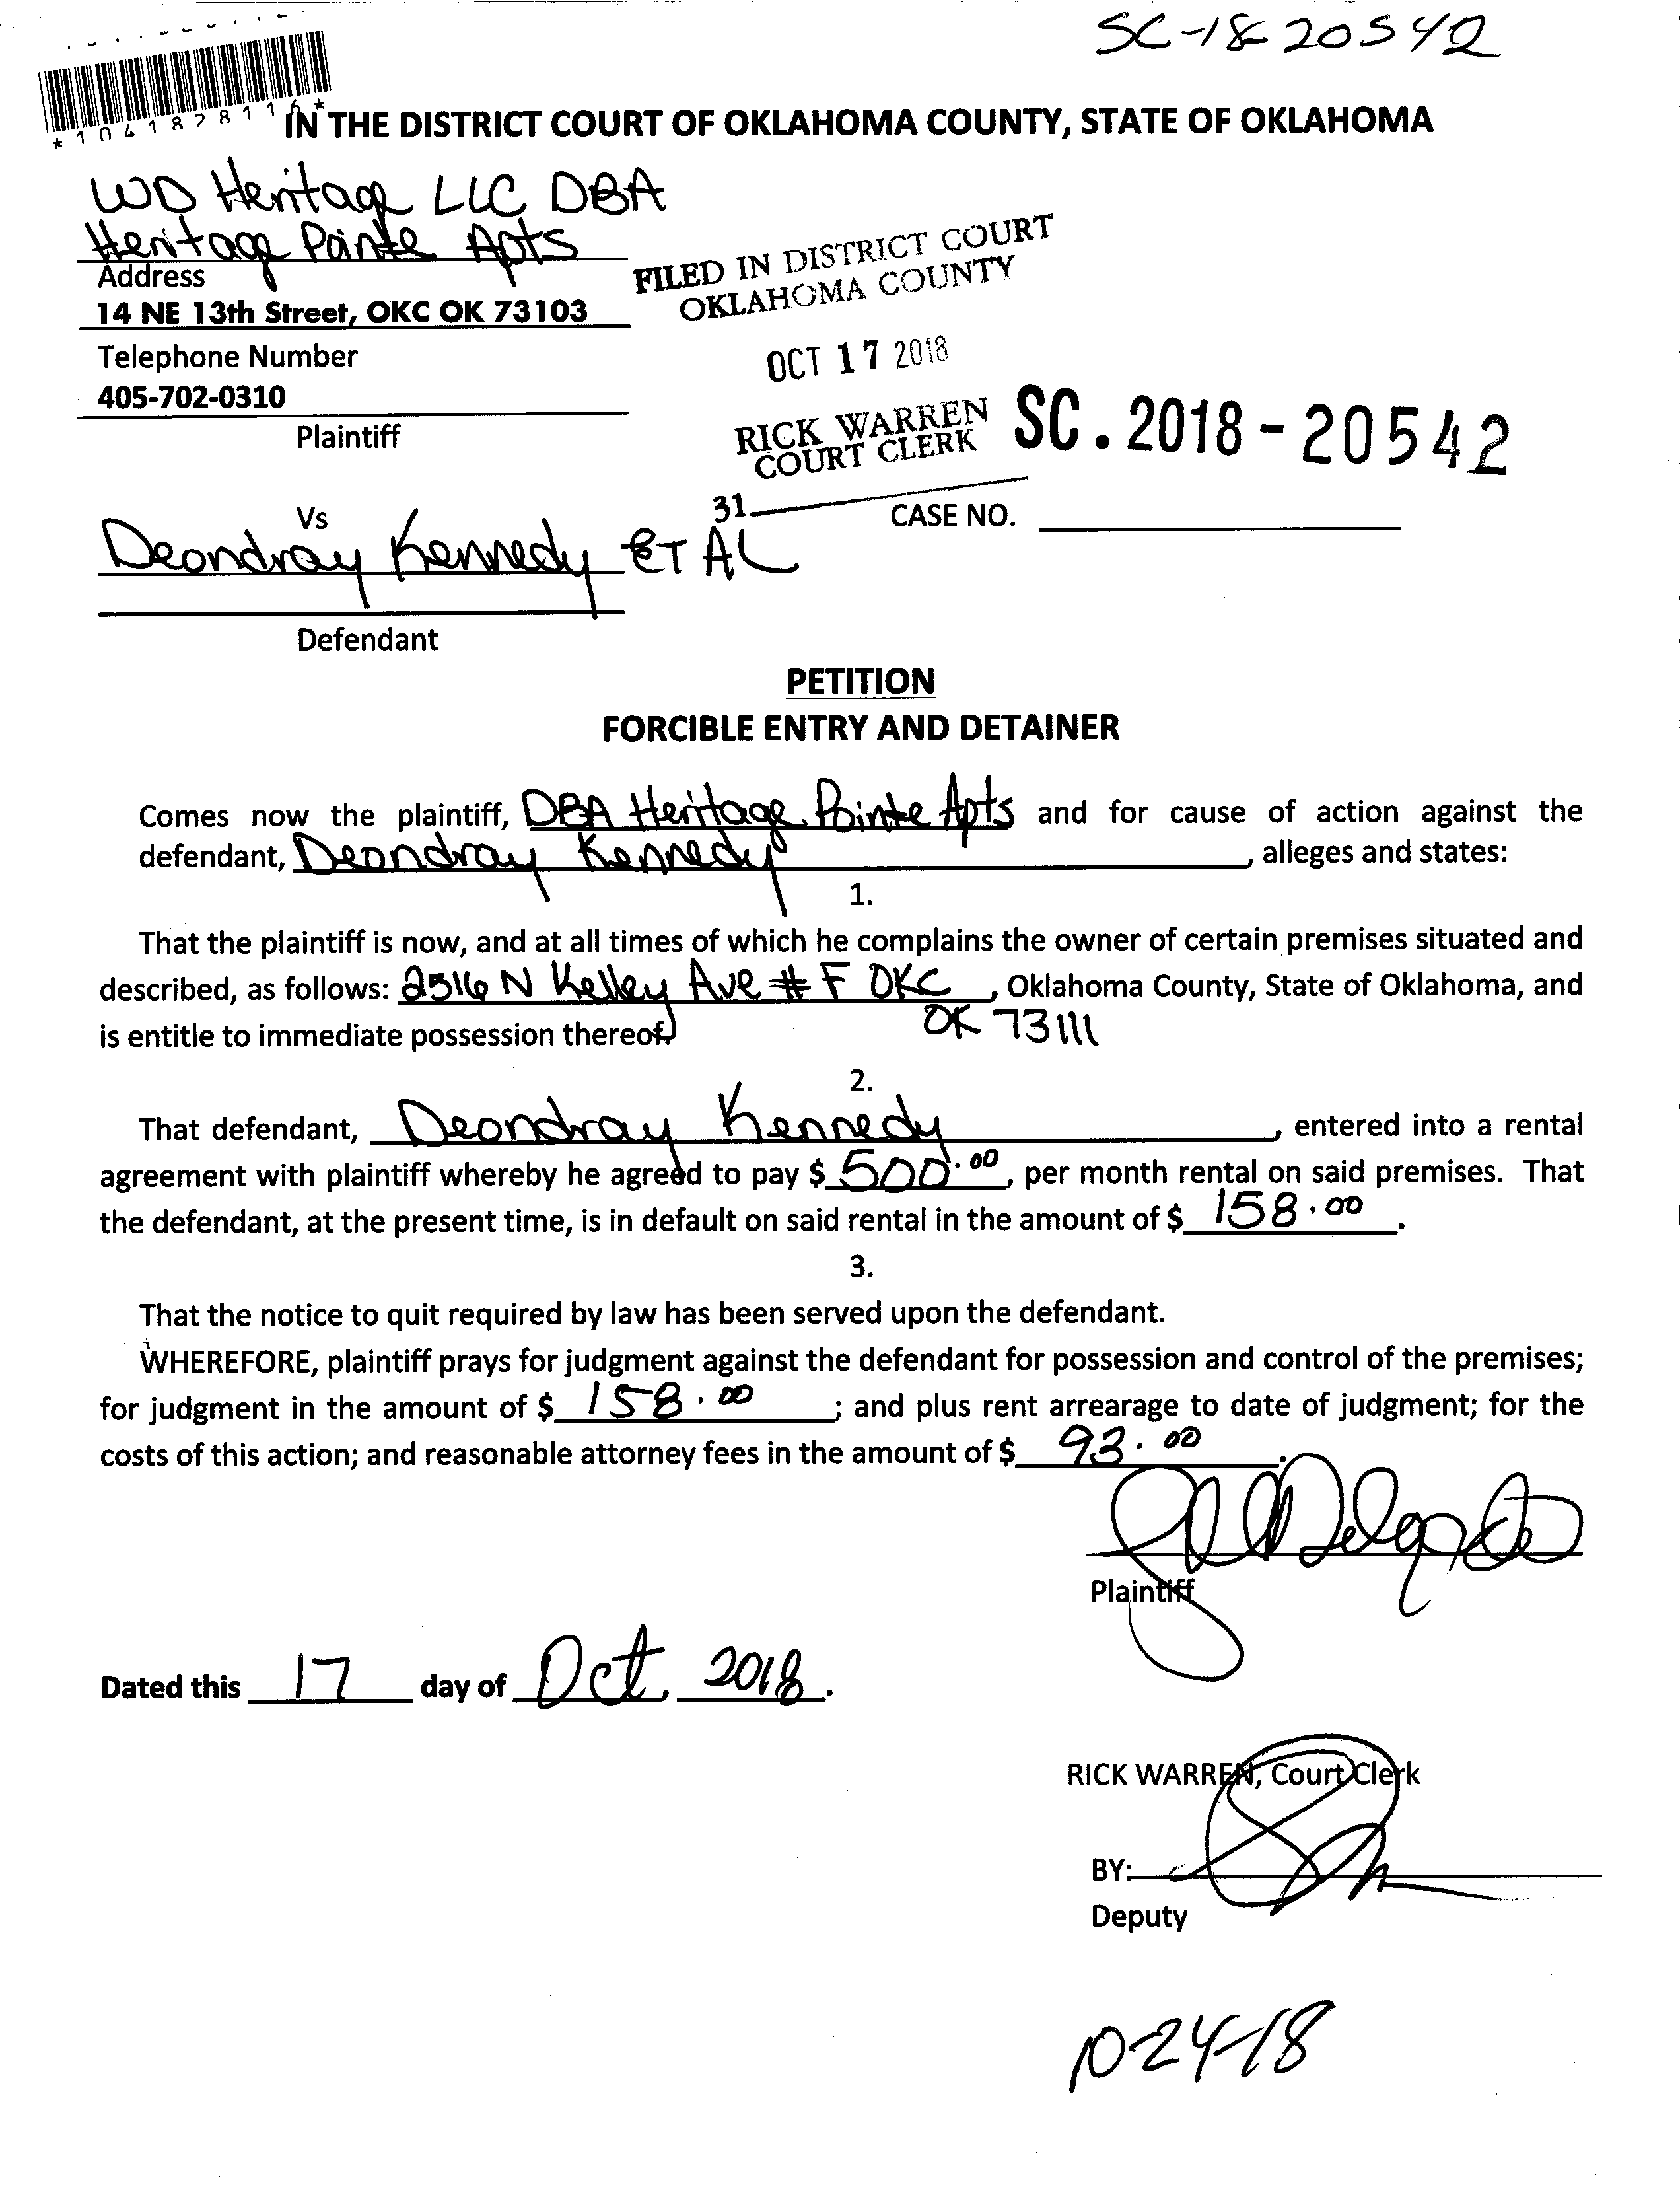 SC-18-20542
*1041878116*
IN THE DISTRICT COURT OF OKLAHOMA COUNTY, STATE OF OKLAHOMA
WD Heritage LLC DBA
Heritage Pointe Apts
Address
14 NE 13th Street, OKC OK 73103
Telephone Number
405-702-0310
Plaintiff
FILED IN DISTRICT COURT
OKLAHOMA COUNTY
OCT 17 2018
RICK WARREN
COURT CLERK
31
SC.2018-20542
CASE NO.
Vs
Deondray Kennedy ET AL
Defendant
PETITION
FORCIBLE ENTRY AND DETAINER
Comes now the plaintiff, DBA Heritage Pointe Apts and for cause of action against the
defendant, Deondray Kennedy, alleges and states:
1.
That the plaintiff is now, and at all times of which he complains the owner of certain premises situated and
described, as follows: 2516 N Kelley Ave # F OKC, Oklahoma County, State of Oklahoma, and
OK 73111
is entitle to immediate possession thereof.
2.
That defendant, Deondray Kennedy, entered into a rental
agreement with plaintiff whereby he agreed to pay $ 500.00, per month rental on said premises. That
the defendant, at the present time, is in default on said rental in the amount of $ 158.00.
3.
That the notice to quit required by law has been served upon the defendant.
WHEREFORE, plaintiff prays for judgment against the defendant for possession and control of the premises;
for judgment in the amount of $ 158.00; and plus rent arrearage to date of judgment; for the
costs of this action; and reasonable attorney fees in the amount of $ 93.00.
Delgado
Plaintiff
Dated this 17 day of Oct. 2018.
RICK WARREN, Court Clerk
BY:
Deputy
10-24-18